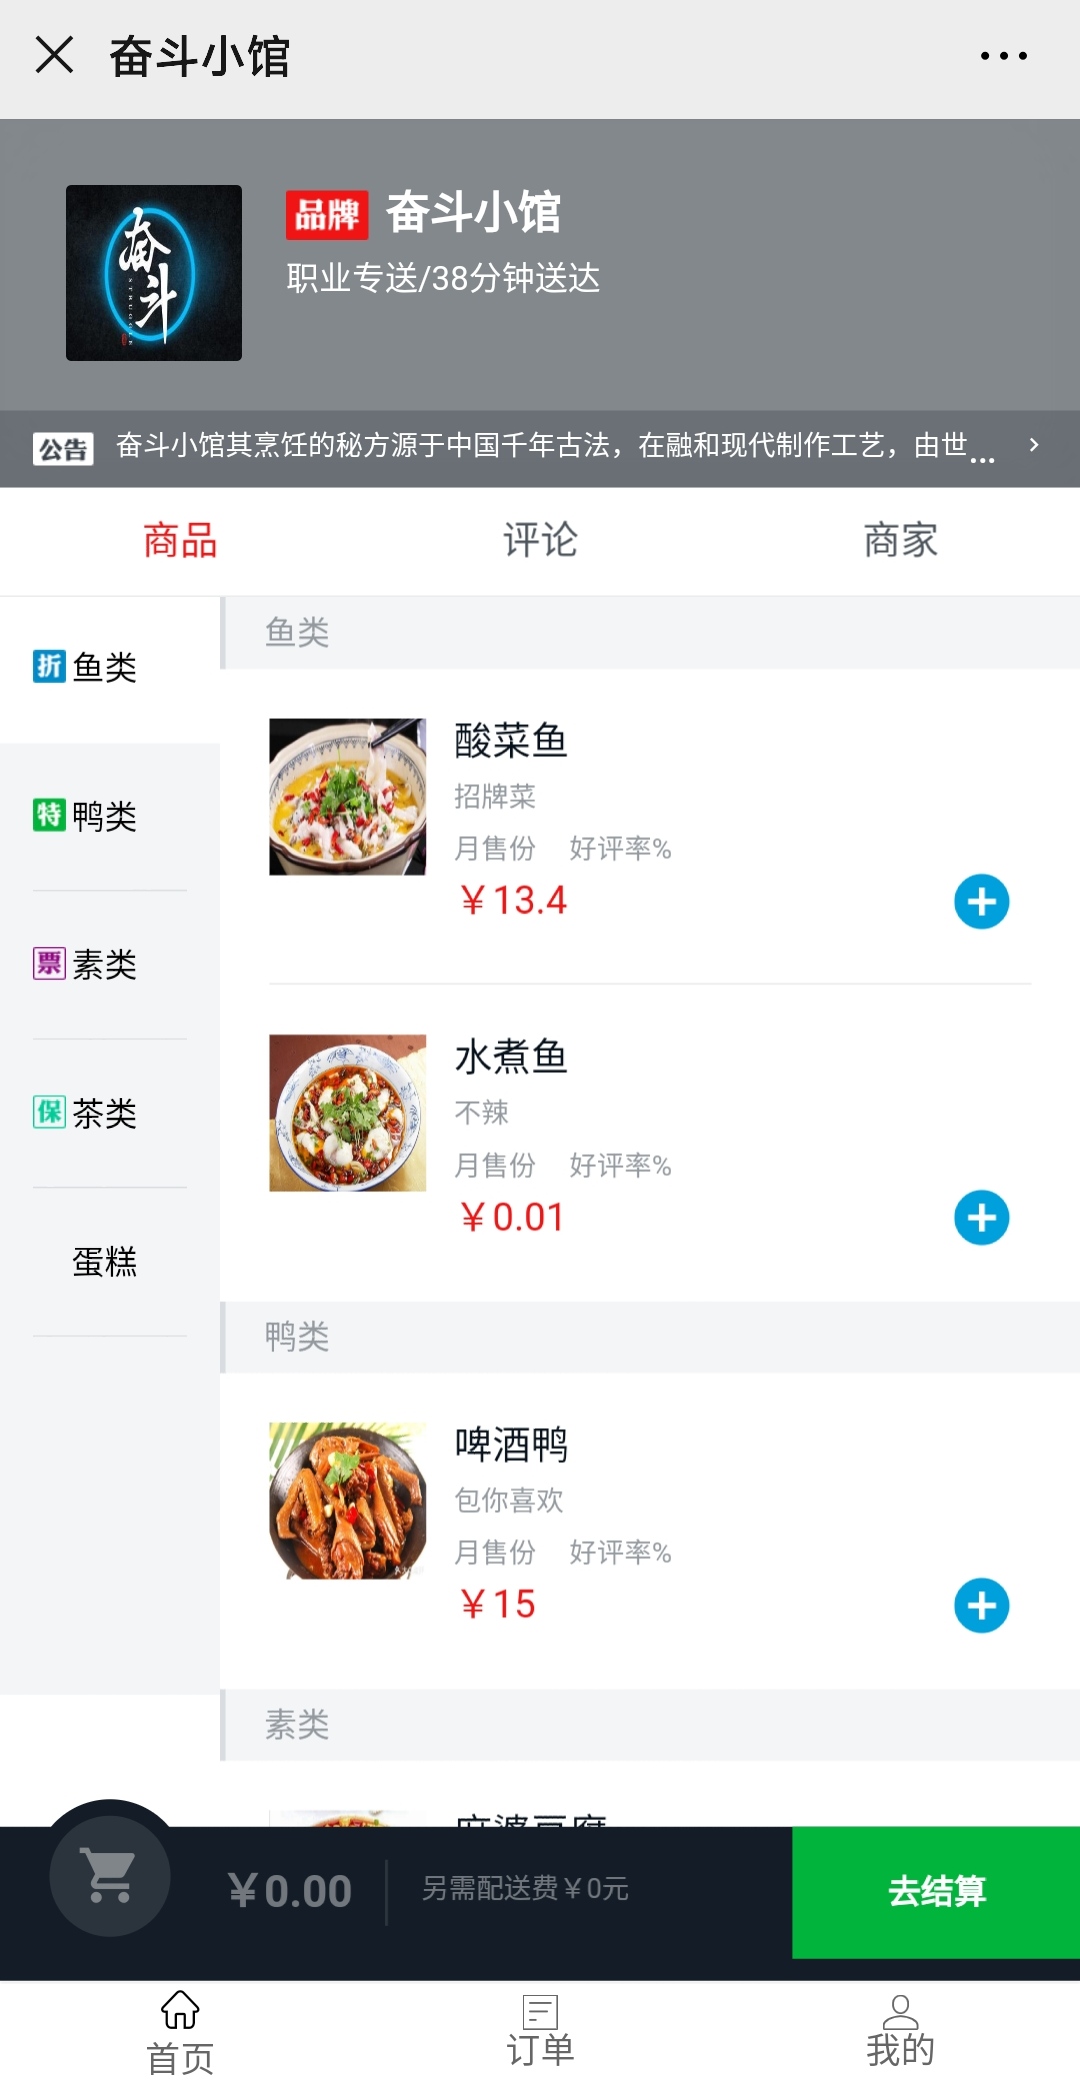 奋斗小馆
奋斗
STRUGGLE
品牌 奋斗小馆
职业专送/38分钟送达
公告 奋斗小馆其烹饪的秘方源于中国千年古法，在融和现代制作工艺，由世...
商品 评论 商家
折 鱼类
特 鸭类
票 素类
保 茶类
蛋糕
鱼类
酸菜鱼
招牌菜
月售份 好评率%
￥13.4
水煮鱼
不辣
月售份 好评率%
￥0.01
鸭类
啤酒鸭
包你喜欢
月售份 好评率%
￥15
素类
麻婆豆腐
￥0.00 另需配送费￥0元 去结算
首页 订单 我的